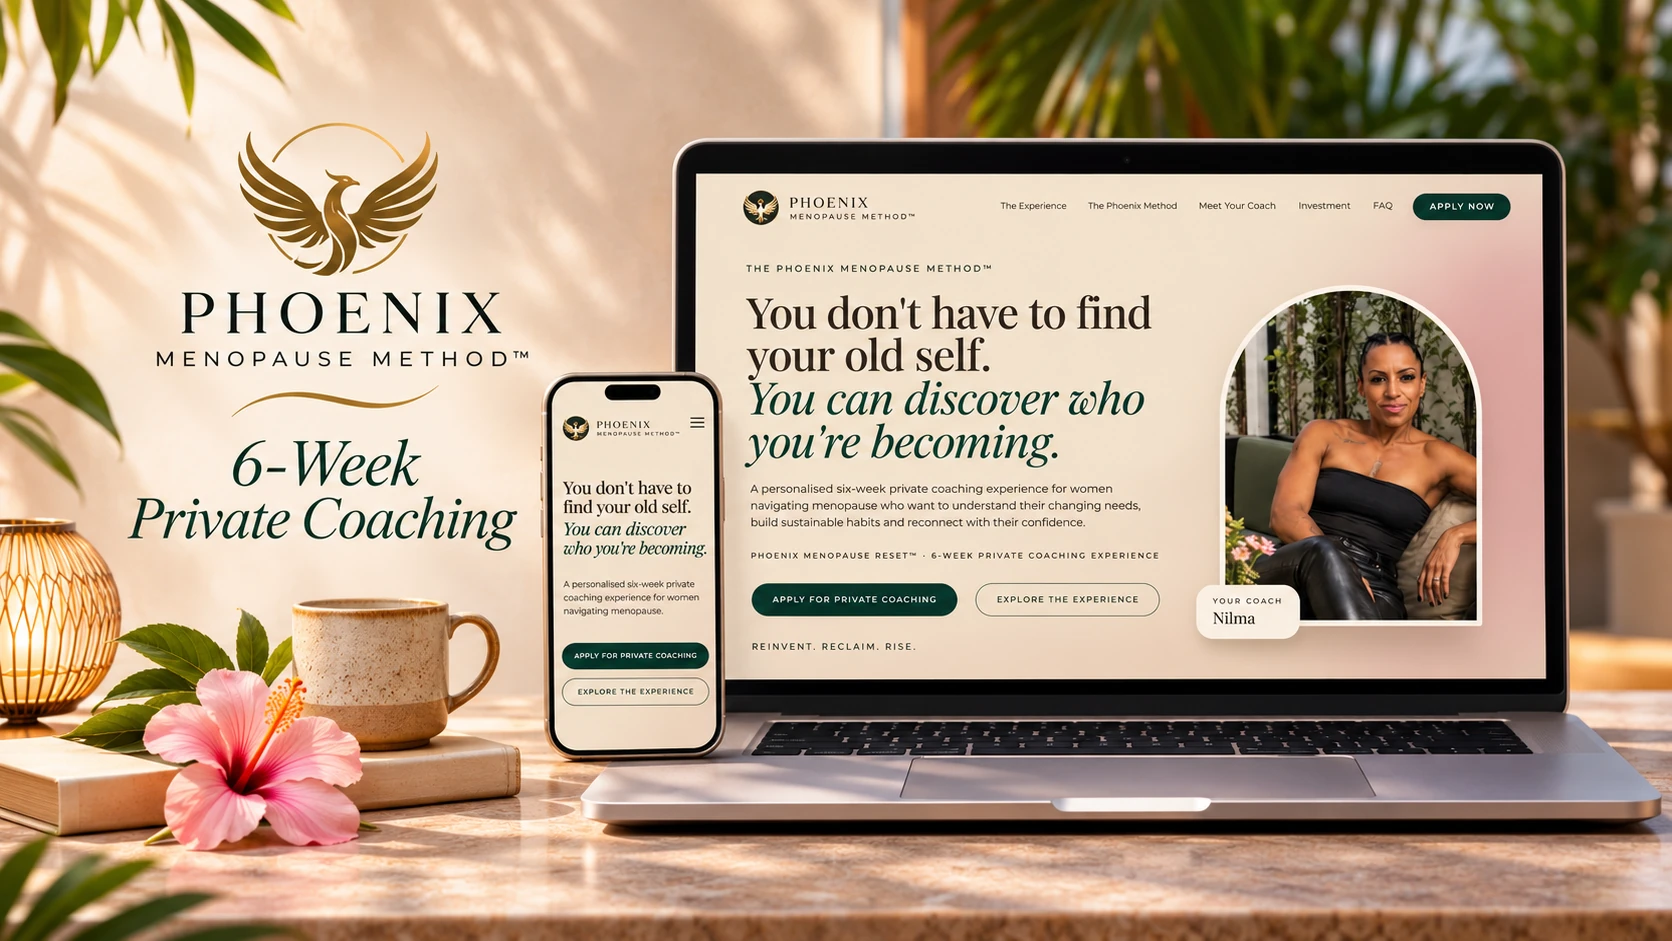 PHOENIX
MENOPAUSE METHOD™
6-Week
Private Coaching
PHOENIX
MENOPAUSE METHOD™
You don't have to
find your old self.
You can discover
who you're becoming.
A personalised six-week private
coaching experience for women
navigating menopause.
APPLY FOR PRIVATE COACHING
EXPLORE THE EXPERIENCE
PHOENIX
MENOPAUSE METHOD™
The Experience
The Phoenix Method
Meet Your Coach
Investment
FAQ
APPLY NOW
THE PHOENIX MENOPAUSE METHOD™
You don't have to find
your old self.
You can discover who
you're becoming.
A personalised six-week private coaching experience for women
navigating menopause who want to understand their changing needs,
build sustainable habits and reconnect with their confidence.
PHOENIX MENOPAUSE RESET™ · 6-WEEK PRIVATE COACHING EXPERIENCE
APPLY FOR PRIVATE COACHING
EXPLORE THE EXPERIENCE
REINVENT. RECLAIM. RISE.
YOUR COACH
Nilma